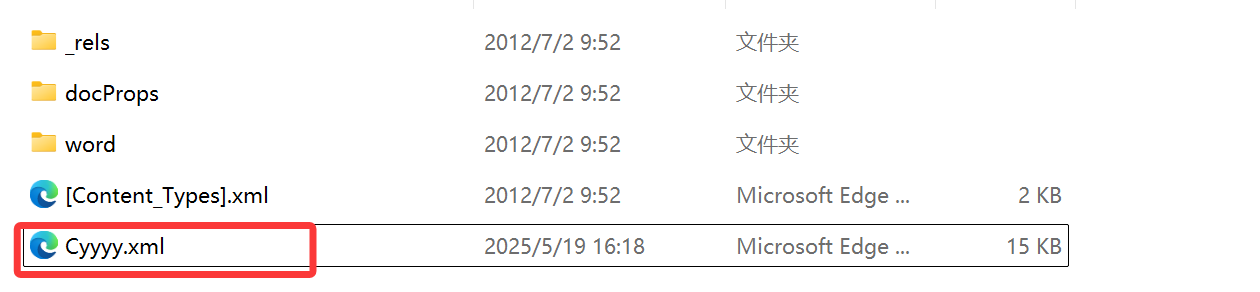 _rels 2012/7/2 9:52 文件夹
docProps 2012/7/2 9:52 文件夹
word 2012/7/2 9:52 文件夹
[Content_Types].xml 2012/7/2 9:52 Microsoft Edge ... 2 KB
Cyyyy.xml 2025/5/19 16:18 Microsoft Edge ... 15 KB